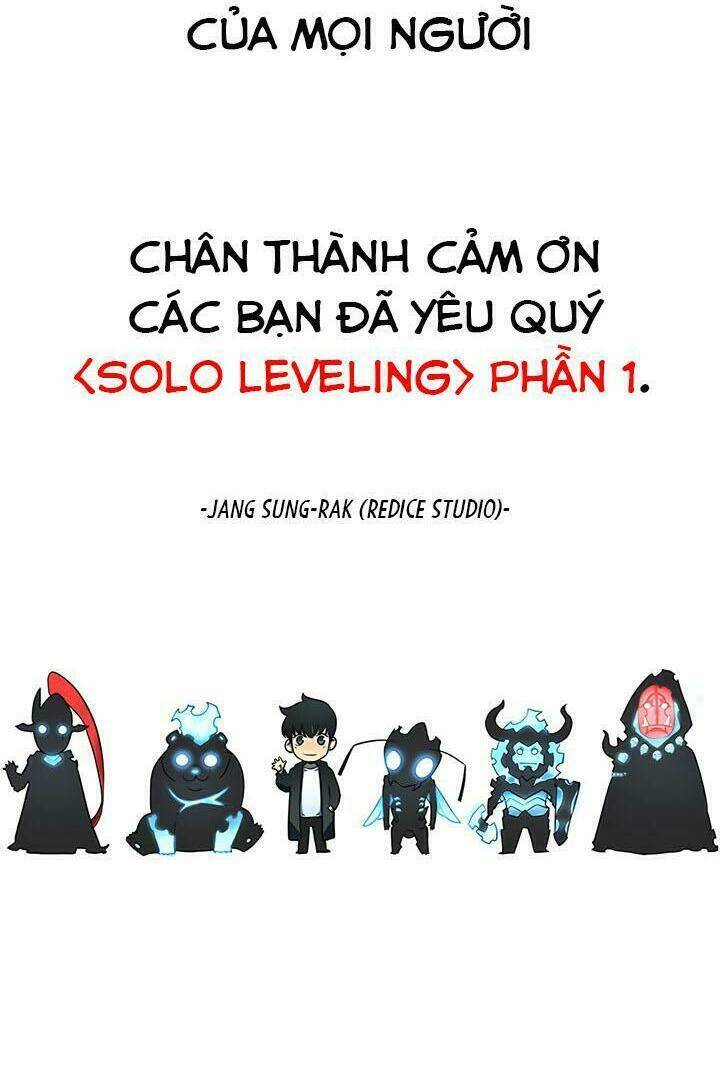 CỦA MỌI NGƯỜI
CHÂN THÀNH CẢM ƠN
CÁC BẠN ĐÃ YÊU QUÝ
<SOLO LEVELING> PHẦN 1.
-JANG SUNG-RAK (REDICE STUDIO)-